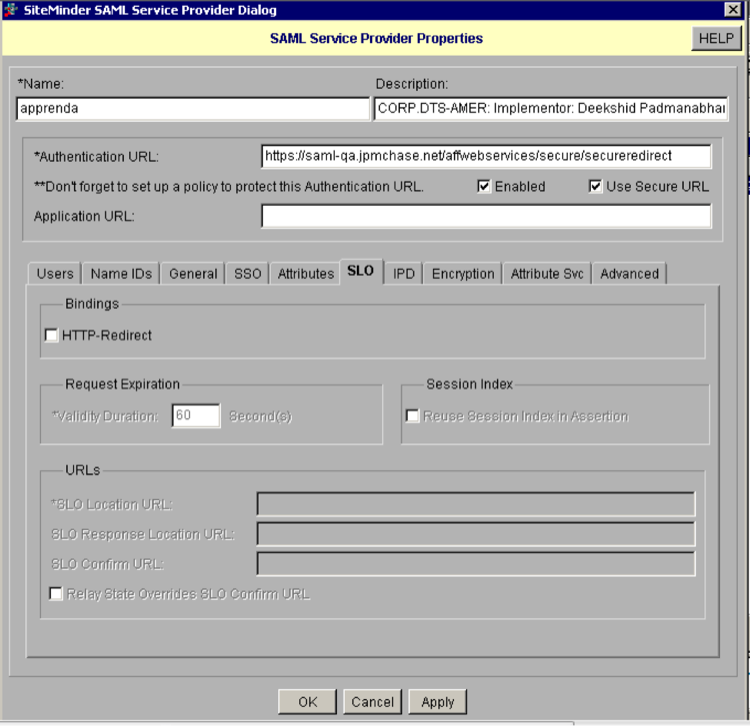 SiteMinder SAML Service Provider Dialog
SAML Service Provider Properties
HELP
*Name:
Description:
apprenda
CORP.DTS-AMER: Implementor: Deekshid Padmanabhan
*Authentication URL:
https://saml-qa.jpmchase.net/affwebservices/secure/secureredirect
**Don't forget to set up a policy to protect this Authentication URL.
Enabled
Use Secure URL
Application URL:
Users
Name IDs
General
SSO
Attributes
SLO
IPD
Encryption
Attribute Svc
Advanced
Bindings
HTTP-Redirect
Request Expiration
*Validity Duration:
60
Second(s)
Session Index
Reuse Session Index in Assertion
URLs
*SLO Location URL:
SLO Response Location URL:
SLO Confirm URL:
Relay State Overrides SLO Confirm URL
OK
Cancel
Apply